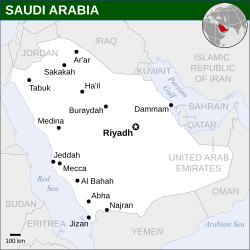 SAUDI ARABIA
IRAQ
JORDAN
Ar'ar
Sakakah
KUWAIT
ISLAMIC
REPUBLIC
OF IRAN
Tabuk
Ha'il
Persian
Gulf
Buraydah
Dammam
BAHRAIN
Medina
Riyadh
QATAR
Jeddah
Mecca
UNITED ARAB
EMIRATES
Red
Sea
Al Bahah
OMAN
Abha
SUDAN
Najran
ERITREA
Jizan
YEMEN
Arabian Sea
100 km